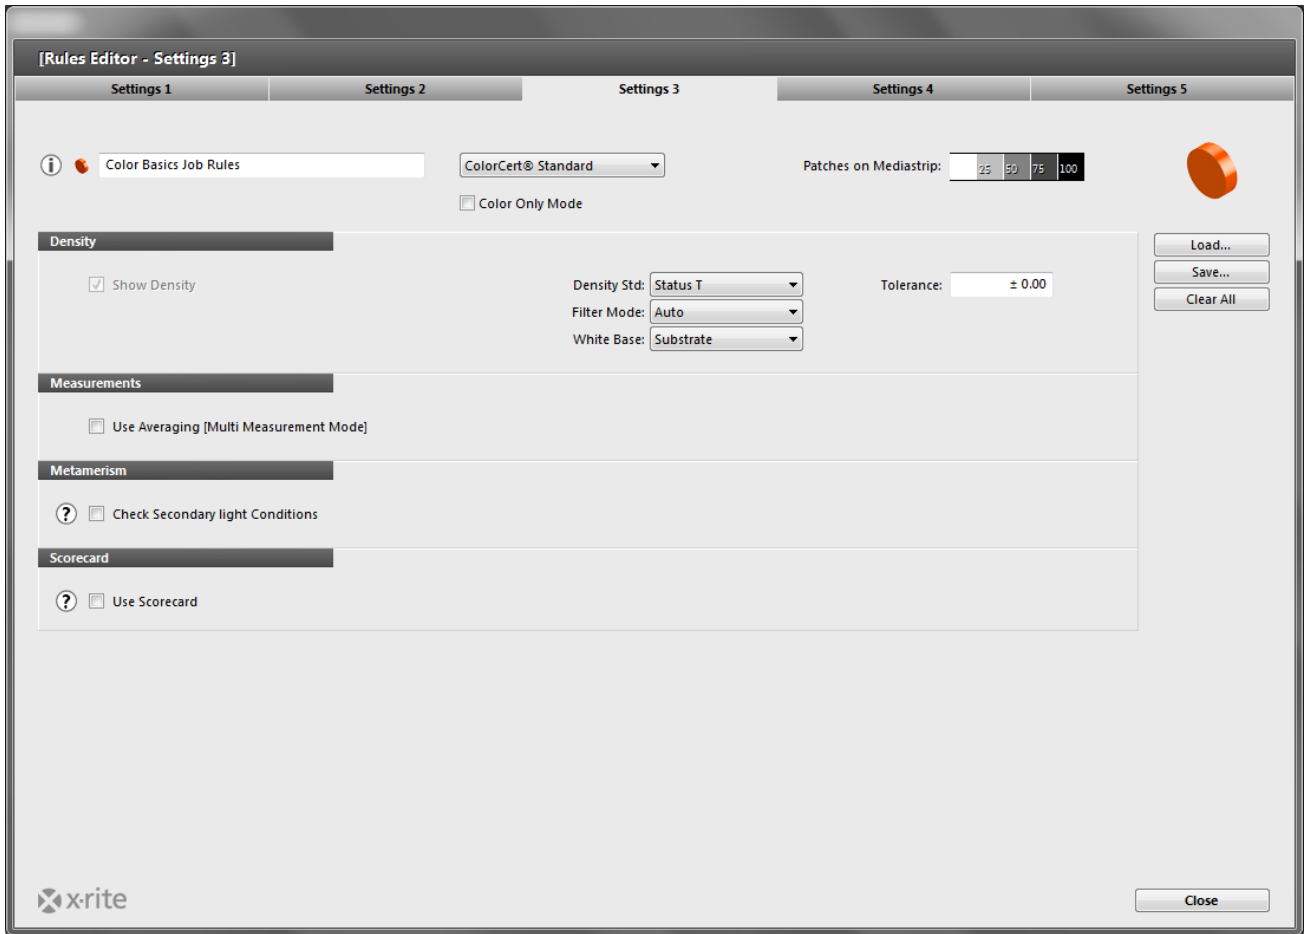 [Rules Editor - Settings 3]
Settings 1 Settings 2 Settings 3 Settings 4 Settings 5
i Color Basics Job Rules ColorCert® Standard Patches on Mediastrip: 25 50 75 100
Color Only Mode
Density
Load...
Show Density Density Std: Status T Tolerance: ± 0.00
Save...
Filter Mode: Auto
Clear All
White Base: Substrate
Measurements
Use Averaging [Multi Measurement Mode]
Metamerism
? Check Secondary light Conditions
Scorecard
? Use Scorecard
x·rite
Close